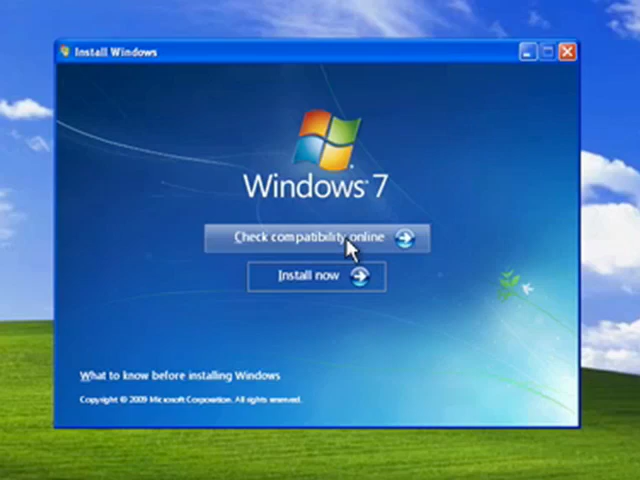 Install Windows
Windows 7
Check compatibility online
Install now
What to know before installing Windows
Copyright © 2009 Microsoft Corporation. All rights reserved.